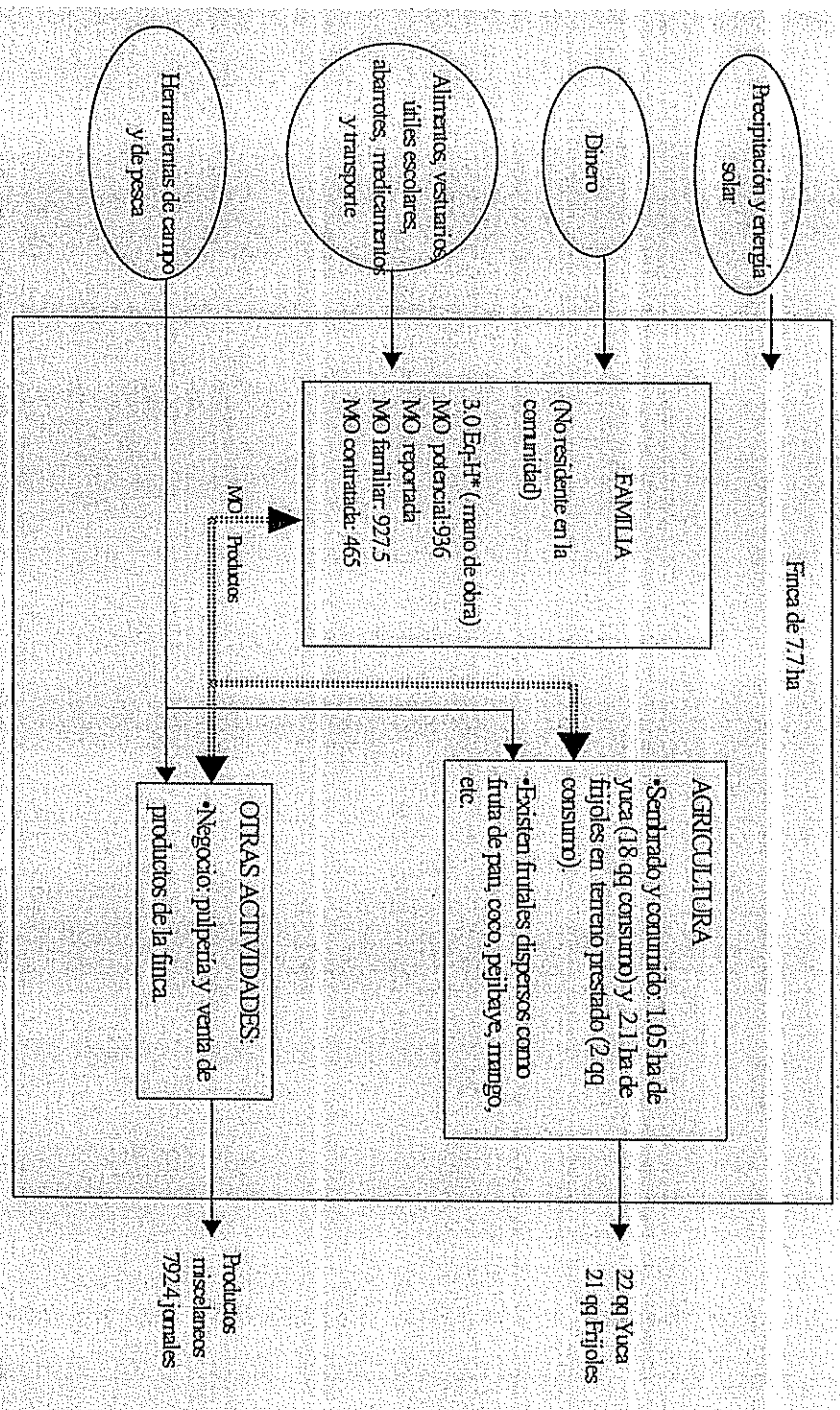 Precipitación y energía
solar
Dinero
Alimentos, vestuarios,
útiles escolares,
abarrotes, medicamentos
y transporte
Herramientas de campo
y de pesca
Finca de 7.7 ha
FAMILIA
(No residente en la
comunidad)
3.0 Eq-H* ( mano de obra)
MO potencial:936
MO reportada
MO familiar: 927.5
MO contratada: 465
MO Productos
AGRICULTURA
•Sembrado y conumido: 1.05 ha de
yuca (18 qq consumo) y 2.1 ha de
frijoles en terreno prestado (2 qq
consumo).
•Existen frutales dispersos como
fruta de pan, coco, pejibaye, mango,
etc.
OTRAS ACTIVIDADES:
•Negocio: pulpería y venta de
productos de la finca
22 qq Yuca
21 qq Frijoles
Productos
miscelaneos
792.4 jornales